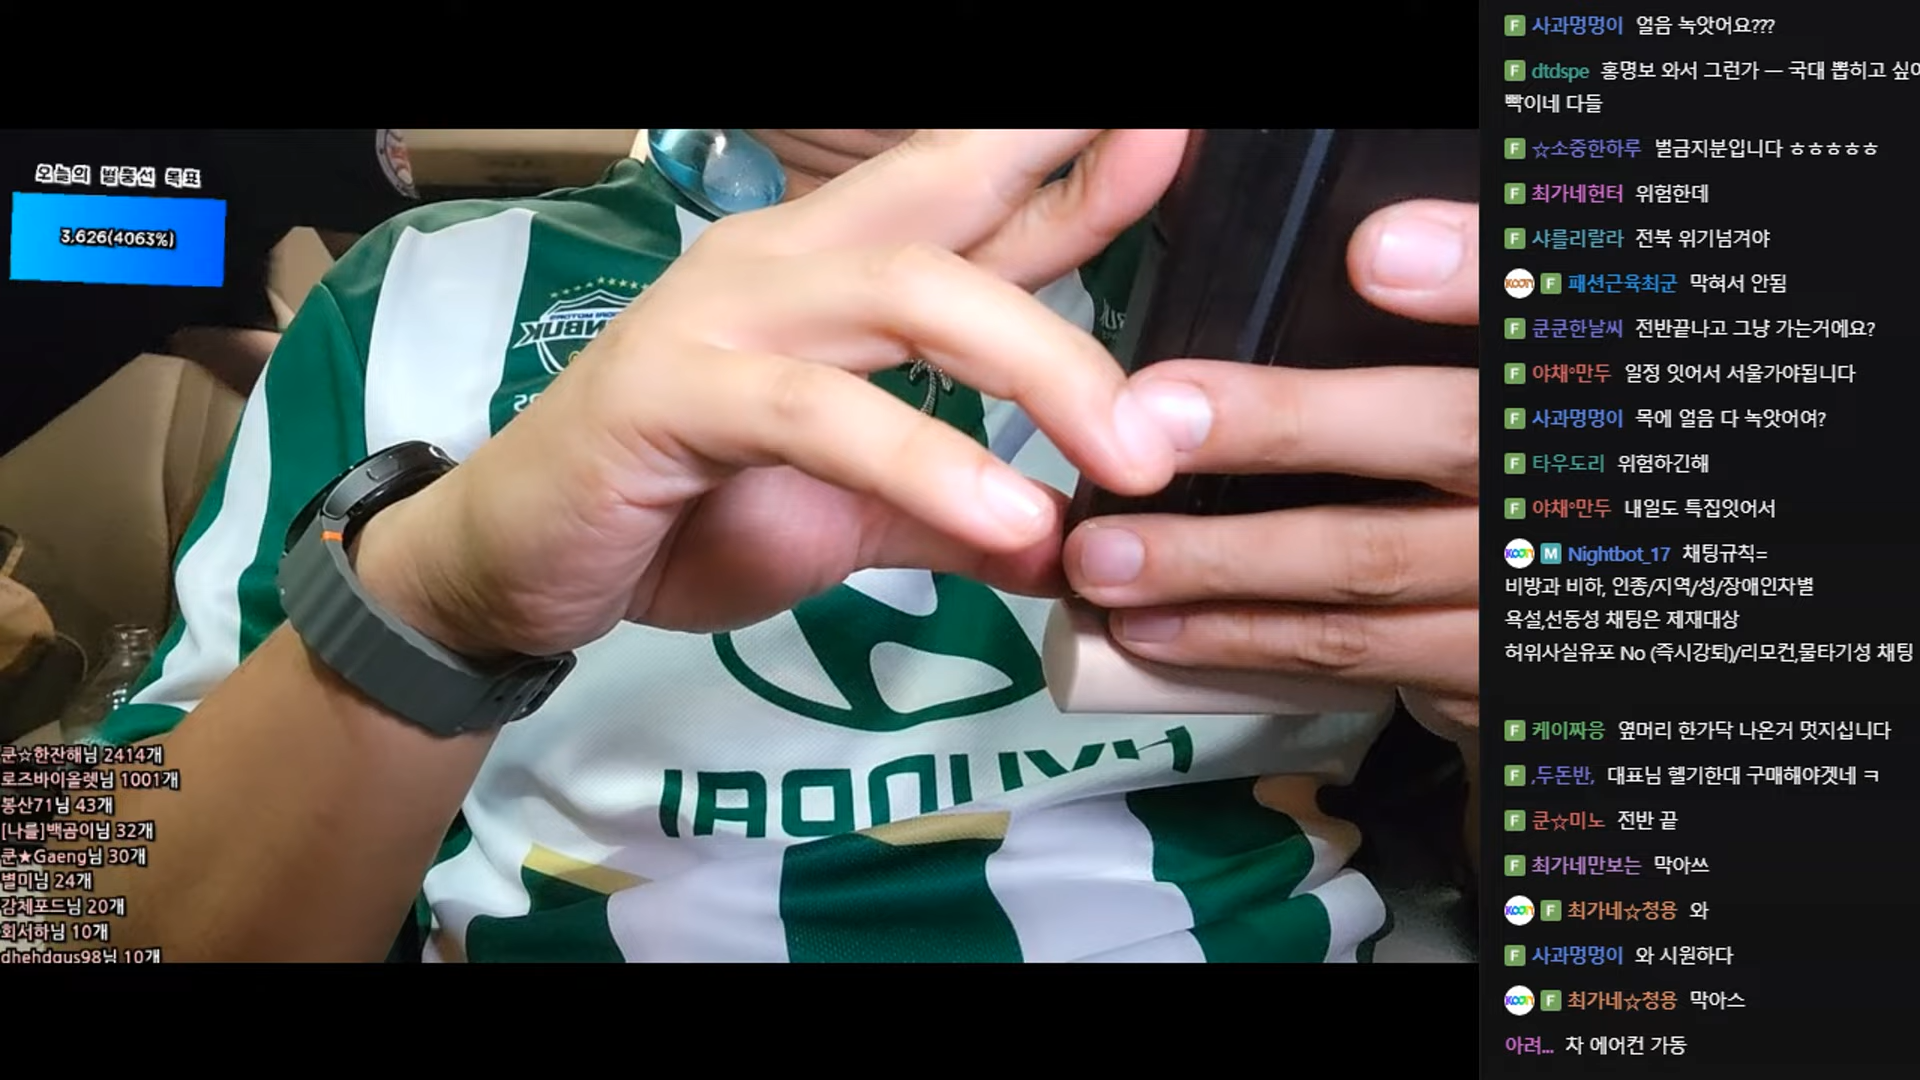 오늘의 별풍선 목표
3,626(4063%)
쿤☆한잔해님 2414개
로즈바이올렛님 1001개
봉산71님 43개
[나를]백곰이님 32개
쿤★Gaeng님 30개
별미님 24개
감체포드님 20개
회서하님 10개
dhehdqus98님 10개
NBUK
HYUNDAI
F 사과멍멍이 얼음 녹앗어요???
F dtdspe 홍명보 와서 그런가 — 국대 뽑히고 싶어
빡이네 다들
F ☆소중한하루 벌금지분입니다 ㅎㅎㅎㅎㅎ
F 최가네헌터 위험한데
F 샤를리랄라 전북 위기넘겨야
KOON F 패션근육최군 막혀서 안됨
F 쿤쿤한날씨 전반끝나고 그냥 가는거에요?
F 야채°만두 일정 잇어서 서울가야됩니다
F 사과멍멍이 목에 얼음 다 녹앗어여?
F 타우도리 위험하긴해
F 야채°만두 내일도 특집잇어서
KOON M Nightbot_17 채팅규칙=
비방과 비하, 인종/지역/성/장애인차별
욕설,선동성 채팅은 제재대상
허위사실유포 No (즉시강퇴)/리모컨,물타기성 채팅
F 케이짜응 옆머리 한가닥 나온거 멋지십니다
F ,두돈반, 대표님 헬기한대 구매해야겟네 ㅋ
F 쿤☆미노 전반 끝
F 최가네만보는 막아쓰
KOON F 최가네☆청용 와
F 사과멍멍이 와 시원하다
KOON F 최가네☆청용 막아스
아려... 차 에어컨 가동